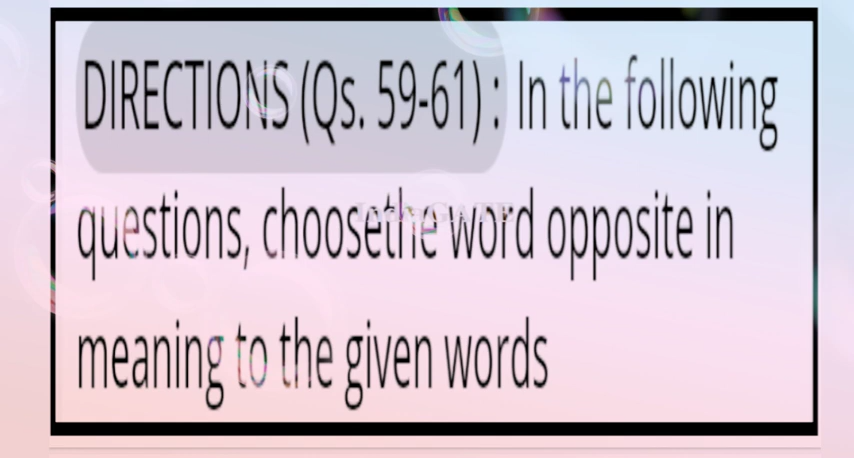 DIRECTIONS (Qs. 59-61) : In the following
questions, choosethe word opposite in
meaning to the given words